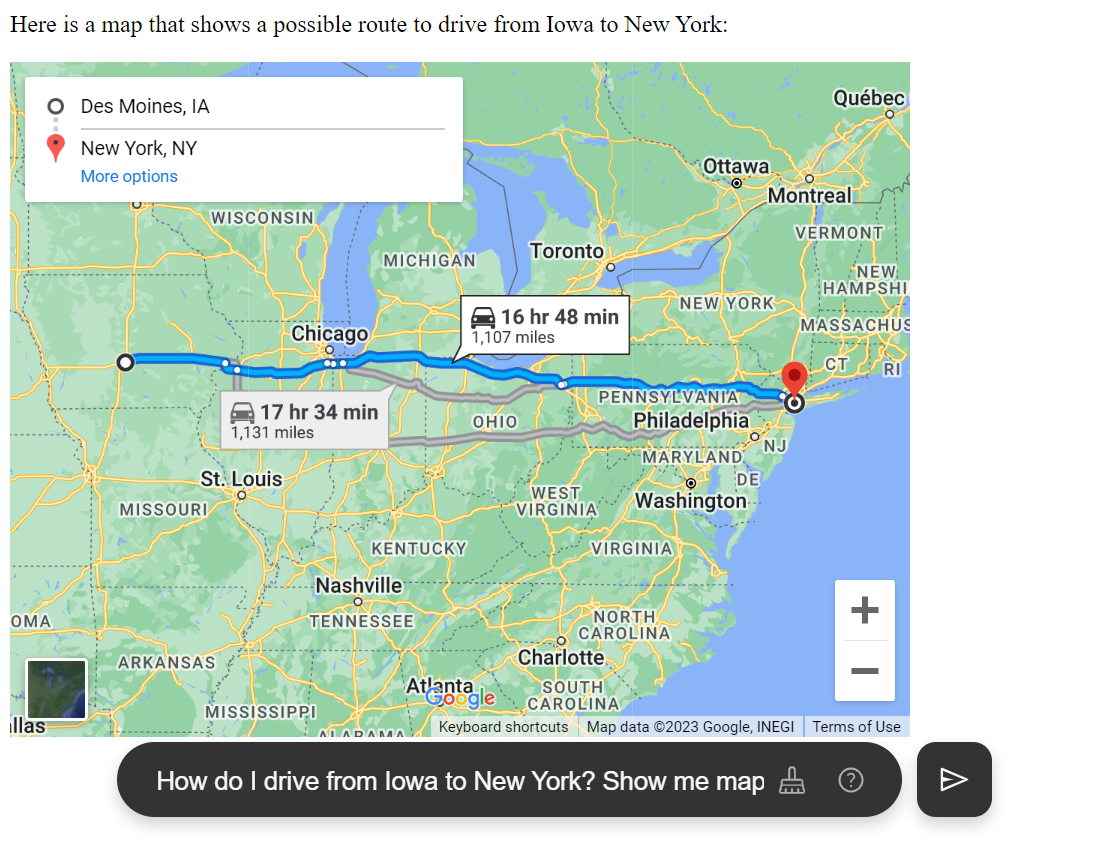 Here is a map that shows a possible route to drive from Iowa to New York:
Des Moines, IA
New York, NY
More options
Québec
Ottawa
Montreal
WISCONSIN
VERMONT
Toronto
MICHIGAN
NEW
HAMPSHI
NEW YORK
16 hr 48 min
1,107 miles
MASSACHUS
Chicago
CT
RI
PENNSYLVANIA
17 hr 34 min
1,131 miles
OHIO
Philadelphia
NJ
MARYLAND
St. Louis
DE
WEST
VIRGINIA
Washington
MISSOURI
KENTUCKY
VIRGINIA
Nashville
OMA
TENNESSEE
NORTH
CAROLINA
Charlotte
ARKANSAS
Atlanta
Google
SOUTH
CAROLINA
MISSISSIPPI
llas
ALABAMA
Keyboard shortcuts
Map data ©2023 Google, INEGI
Terms of Use
How do I drive from Iowa to New York? Show me map